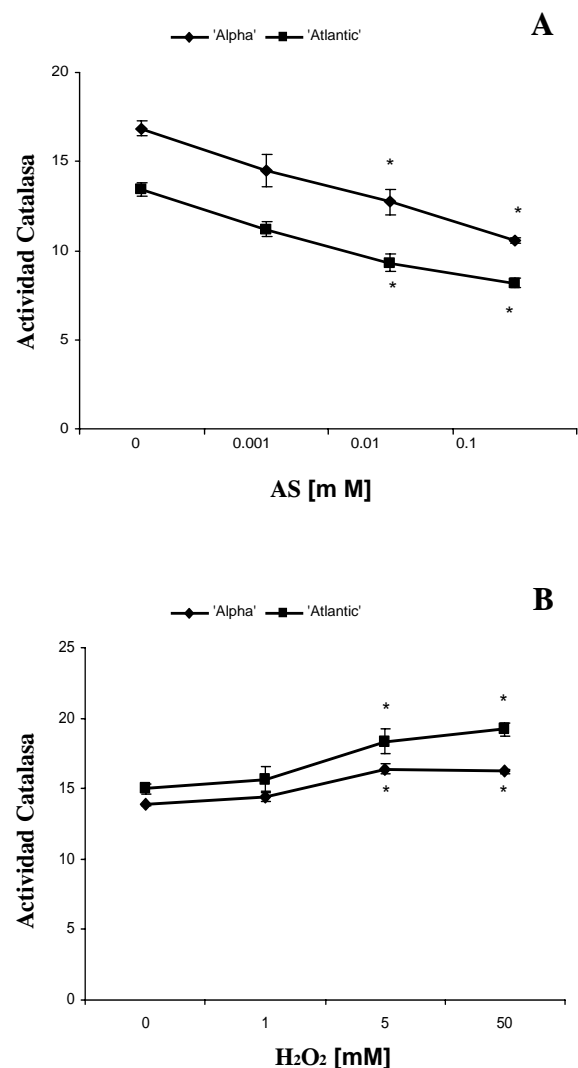 A
'Alpha' 'Atlantic'
20
15
10
5
0
* *
* *
Actividad Catalasa
0 0.001 0.01 0.1
AS [m M]
B
'Alpha' 'Atlantic'
25
20
15
10
5
0
* *
* *
Actividad Catalasa
0 1 5 50
H₂O₂ [mM]